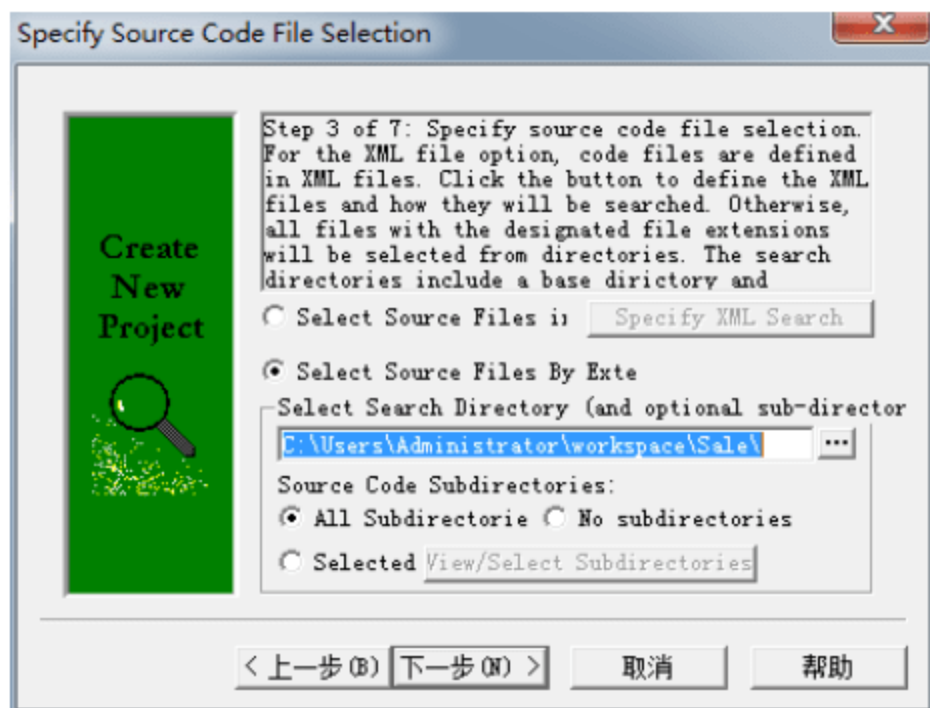 Specify Source Code File Selection
Create
New
Project
Step 3 of 7: Specify source code file selection.
For the XML file option, code files are defined
in XML files. Click the button to define the XML
files and how they will be searched. Otherwise,
all files with the designated file extensions
will be selected from directories. The search
directories include a base dirictory and
Select Source Files i
Specify XML Search
Select Source Files By Exte
Select Search Directory (and optional sub-director
C:\Users\Administrator\workspace\Sale\
...
Source Code Subdirectories:
All Subdirectorie No subdirectories
Selected View/Select Subdirectories
< 上一步(B) 下一步(N) > 取消 帮助